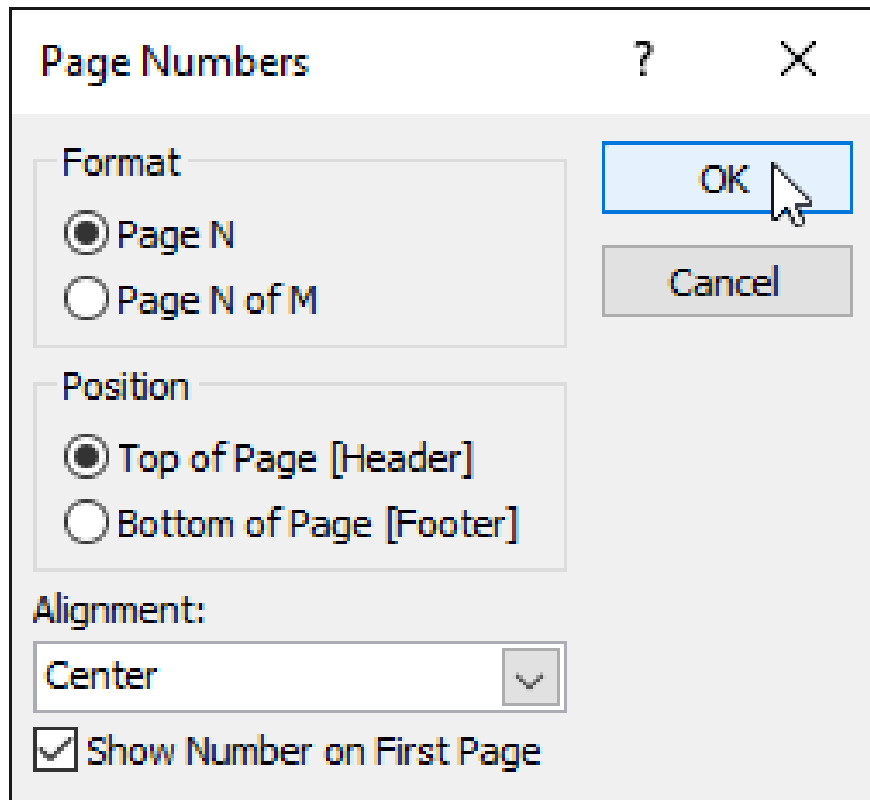 Page Numbers ?
Format
Page N
Page N of M
OK
Cancel
Position
Top of Page [Header]
Bottom of Page [Footer]
Alignment:
Center
Show Number on First Page